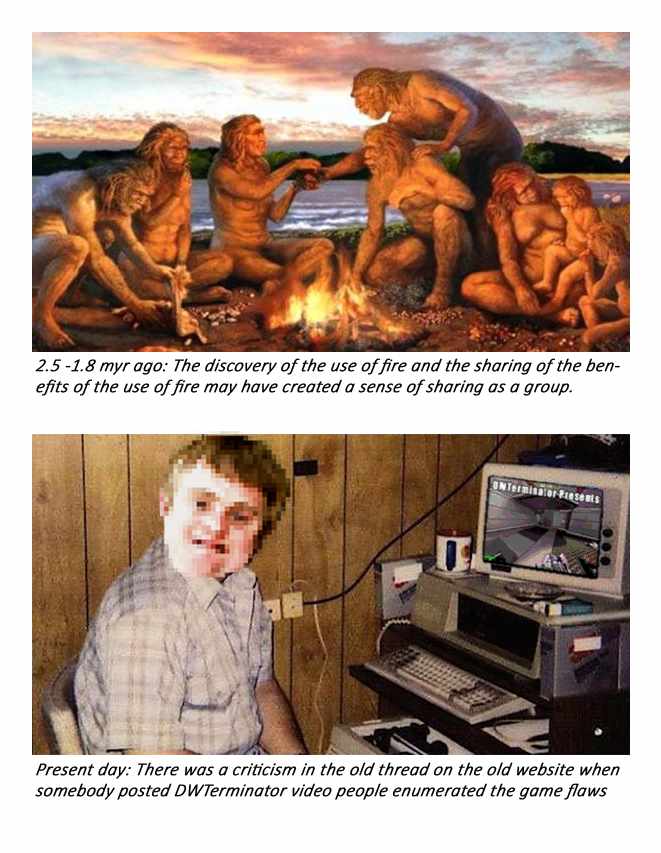 2.5 -1.8 myr ago: The discovery of the use of fire and the sharing of the ben-
efits of the use of fire may have created a sense of sharing as a group.
DWTerminator Presents
Present day: There was a criticism in the old thread on the old website when
somebody posted DWTerminator video people enumerated the game flaws